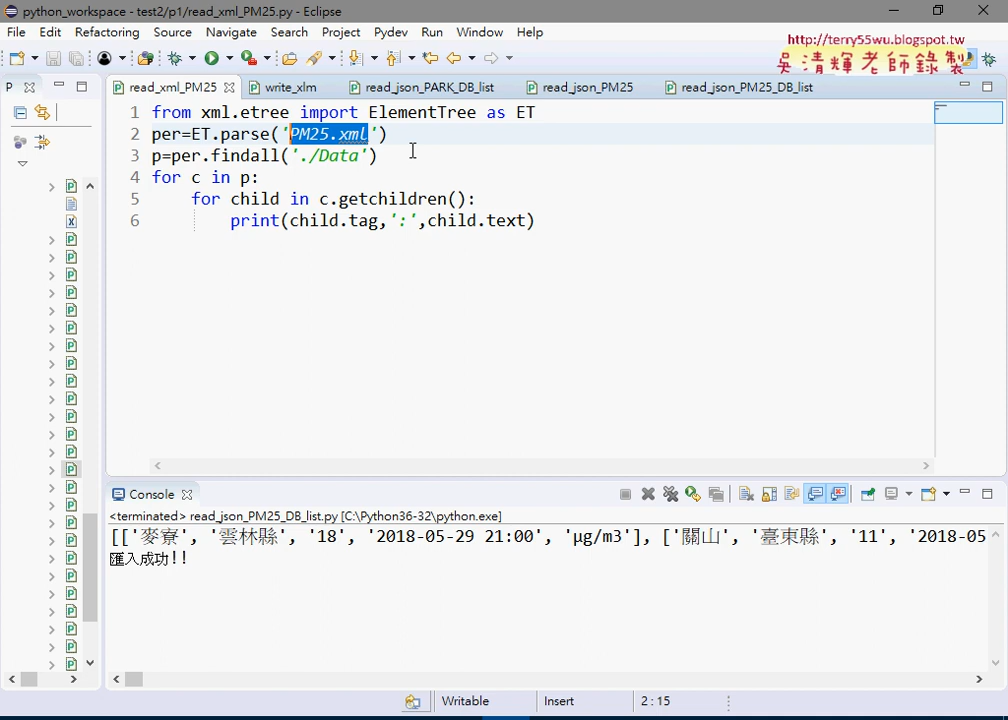 python_workspace - test2/p1/read_xml_PM25.py - Eclipse
File Edit Refactoring Source Navigate Search Project Pydev Run Window Help
http://terry55wu.blogspot.tw
吳清輝老師錄製
P
read_xml_PM25 write_xlm read_json_PARK_DB_list read_json_PM25 read_json_PM25_DB_list
1 from xml.etree import ElementTree as ET
2 per=ET.parse('PM25.xml')
3 p=per.findall('./Data')
4 for c in p:
5 for child in c.getchildren():
6 print(child.tag,':',child.text)
Console
<terminated> read_json_PM25_DB_list.py [C:\Python36-32\python.exe]
[['麥寮', '雲林縣', '18', '2018-05-29 21:00', 'μg/m3'], ['關山', '臺東縣', '11', '2018-05
匯入成功!!
Writable Insert 2:15